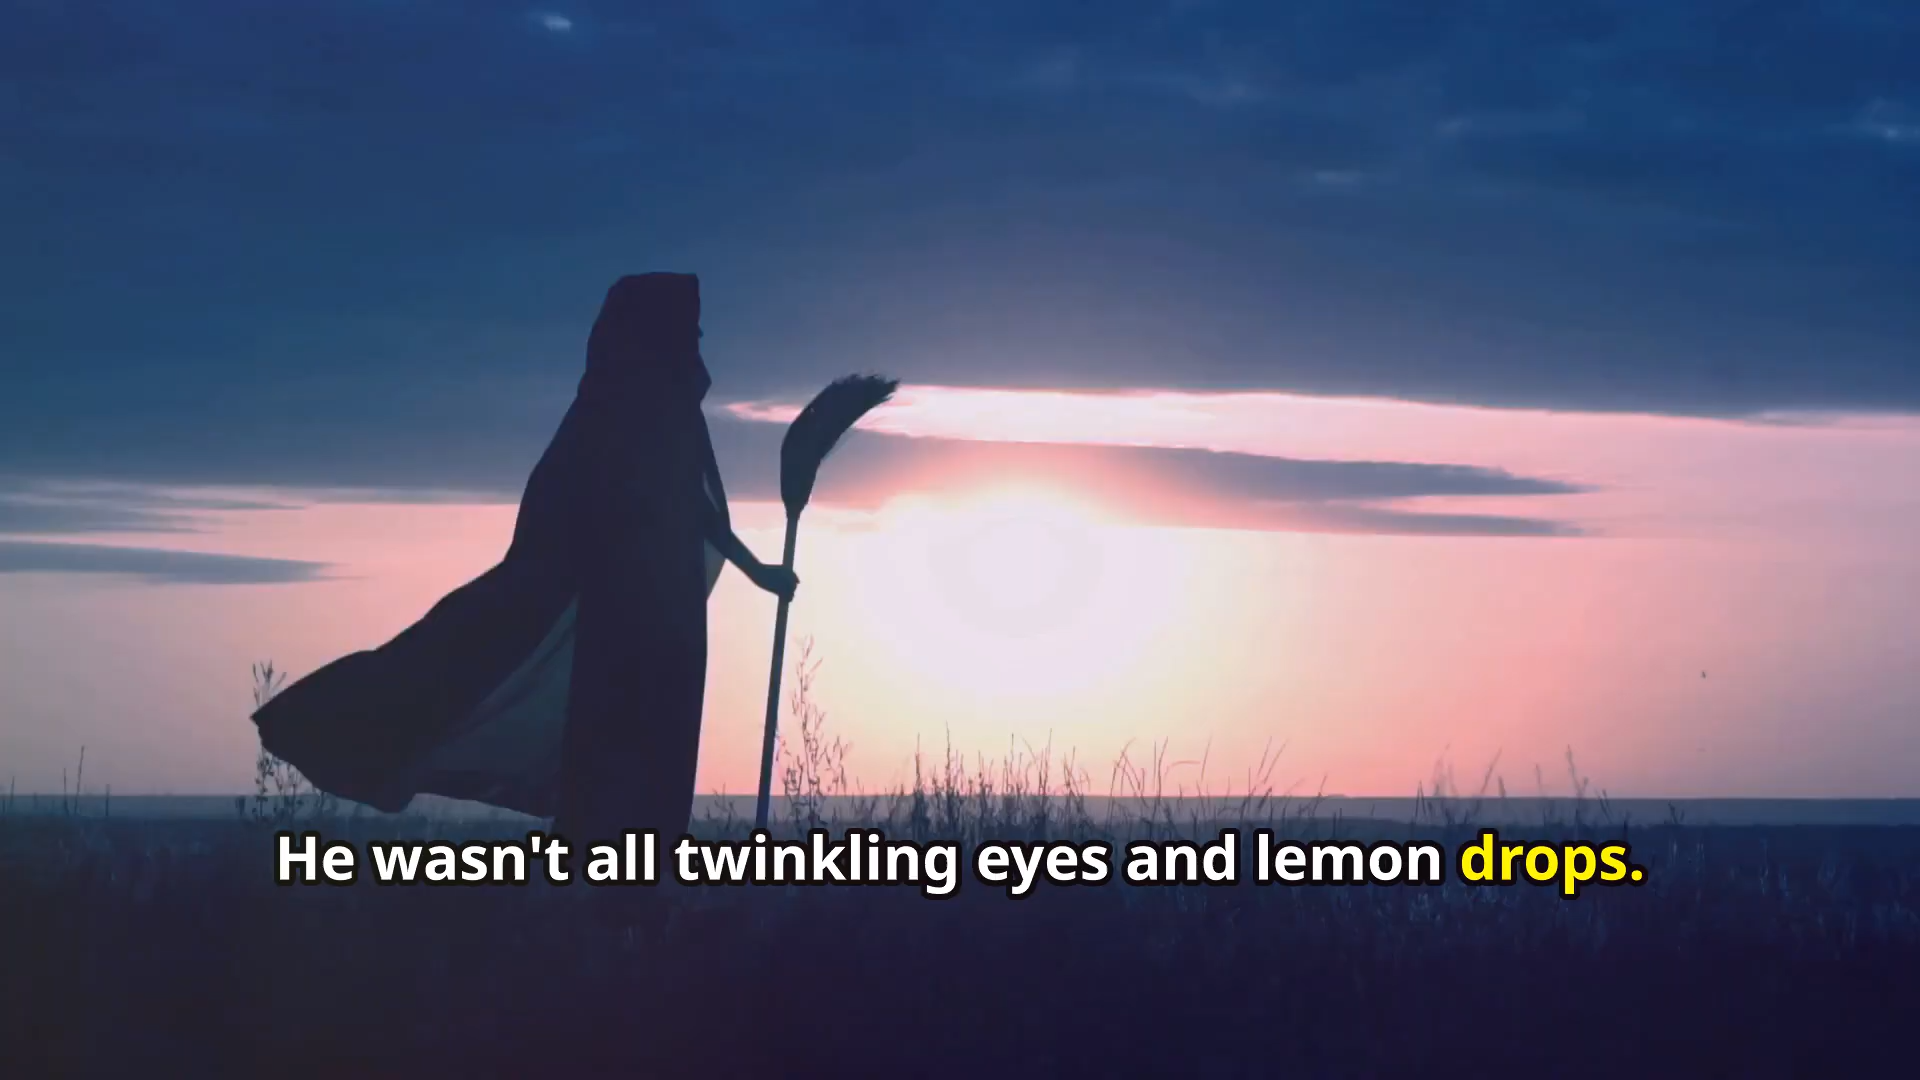 He wasn't all twinkling eyes and lemon drops.